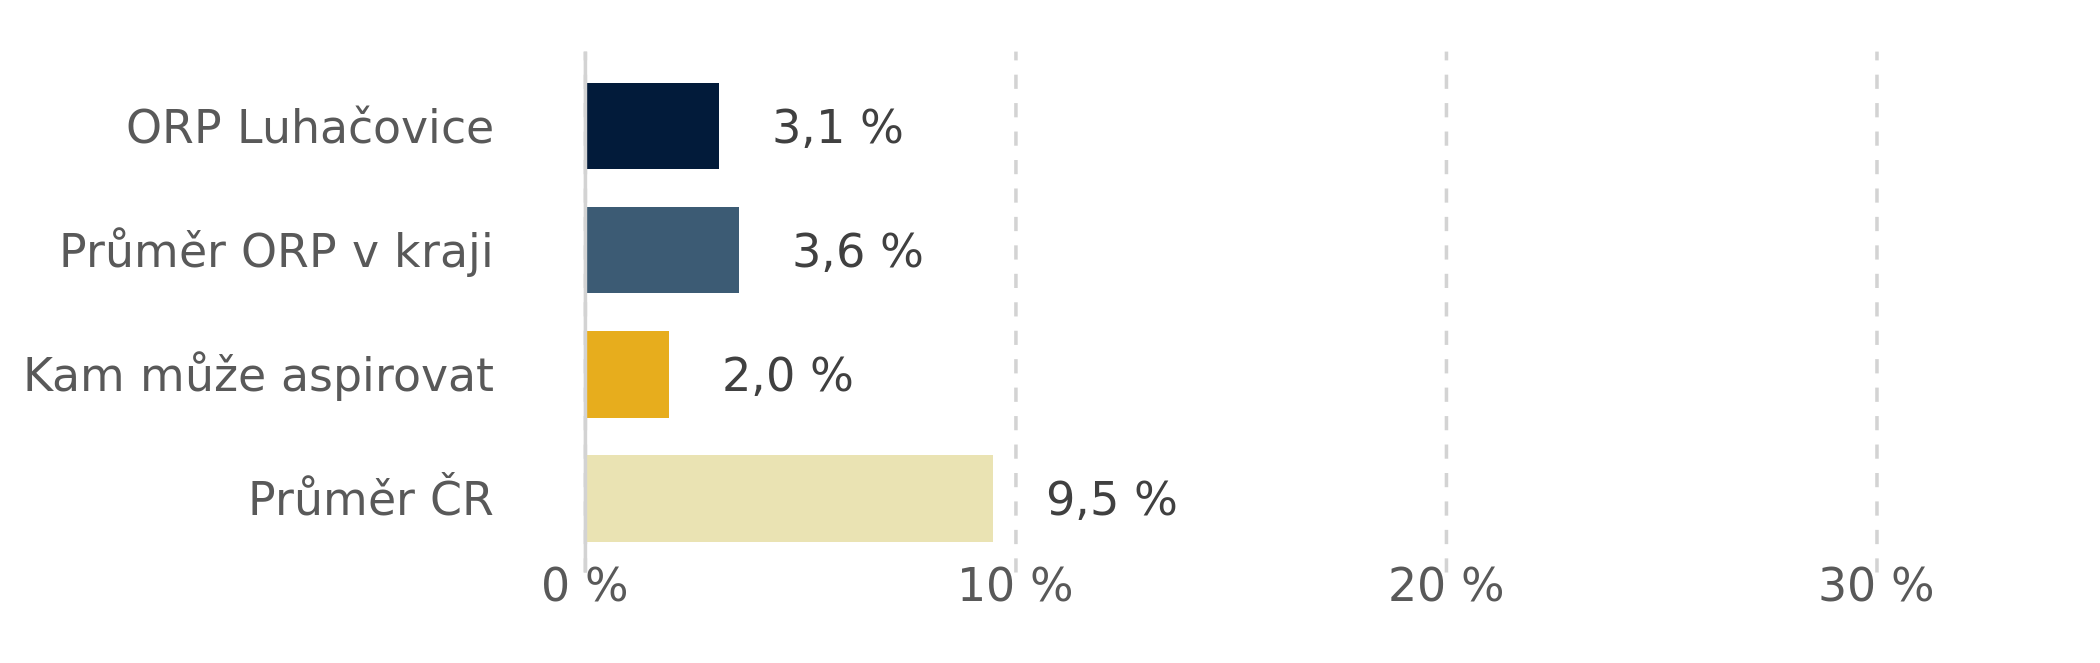 ORP Luhačovice 3,1 %
Průměr ORP v kraji 3,6 %
Kam může aspirovat 2,0 %
Průměr ČR 9,5 %
0 % 10 % 20 % 30 %